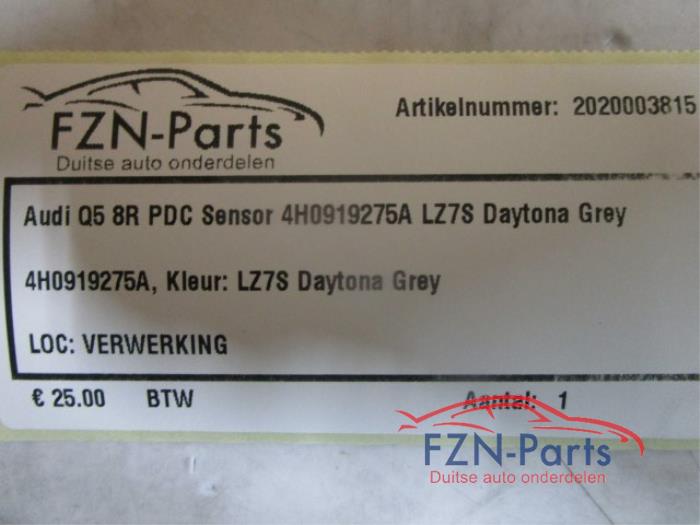 FZN-Parts
Duitse auto onderdelen
Artikelnummer: 2020003815
Audi Q5 8R PDC Sensor 4H0919275A LZ7S Daytona Grey
4H0919275A, Kleur: LZ7S Daytona Grey
LOC: VERWERKING
€ 25.00 BTW Aantal: 1
FZN-Parts
Duitse auto onderdelen